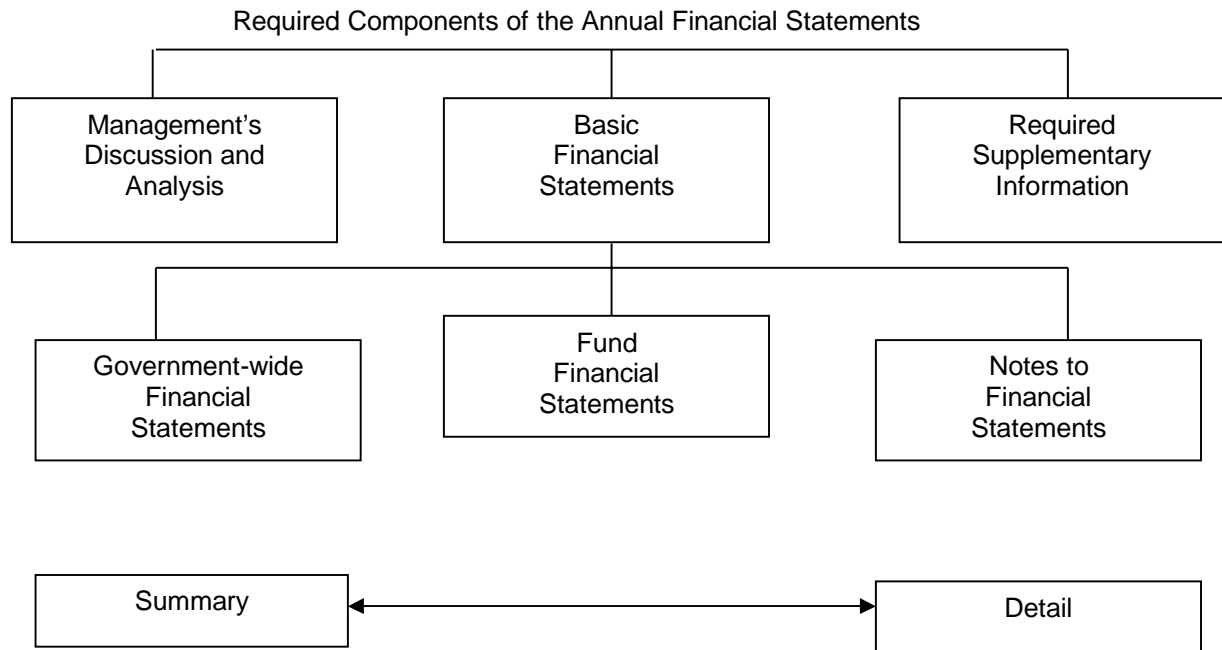 Required Components of the Annual Financial Statements
Management’s
Discussion and
Analysis
Basic
Financial
Statements
Required
Supplementary
Information
Government-wide
Financial
Statements
Fund
Financial
Statements
Notes to
Financial
Statements
Summary
Detail